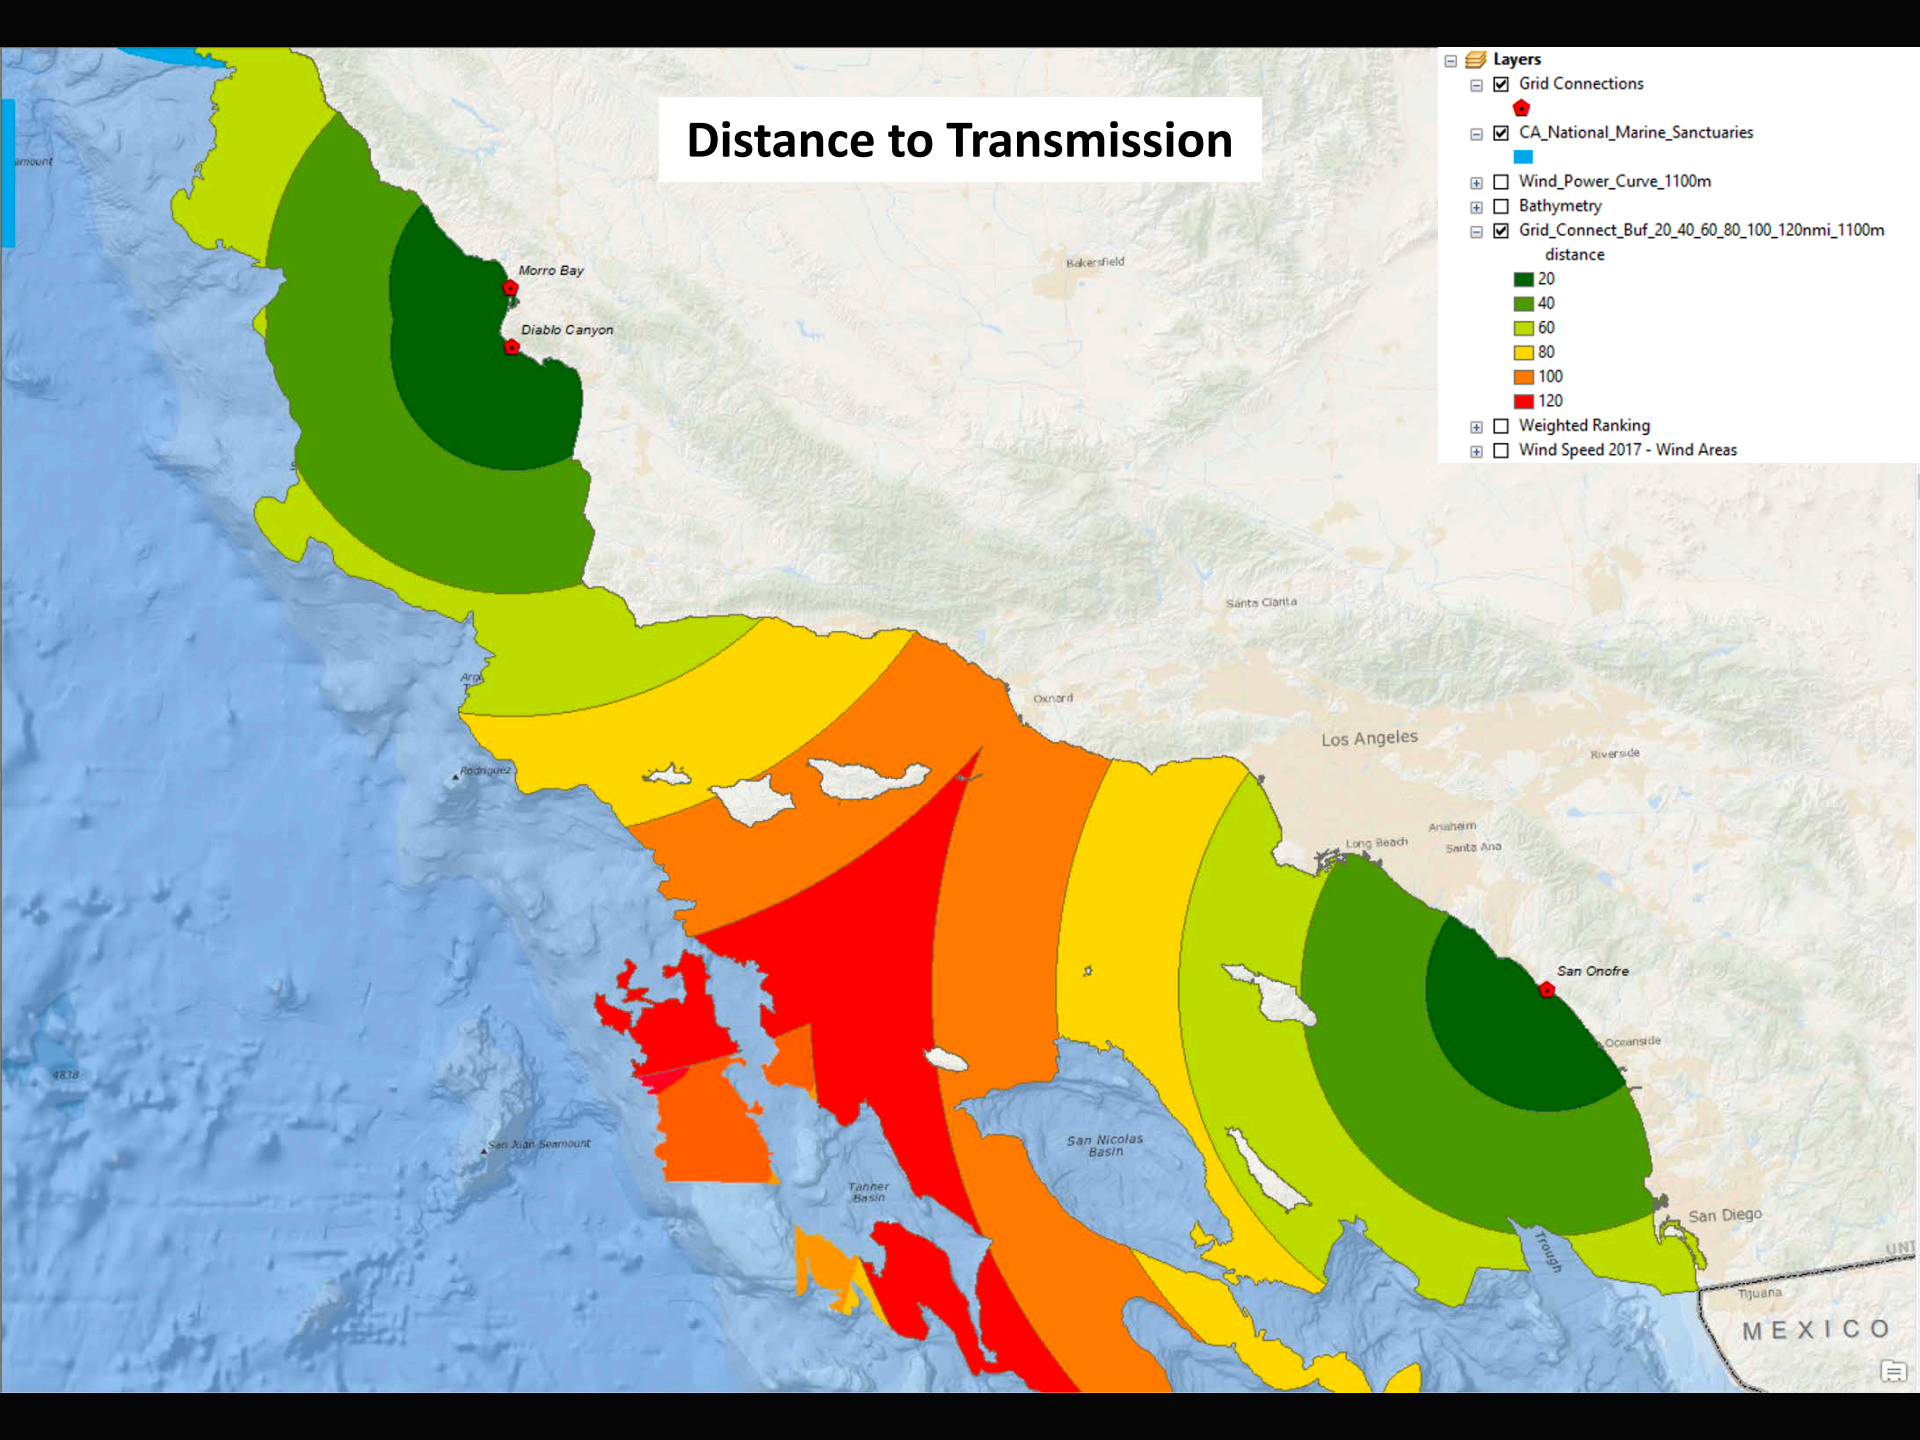 Distance to Transmission
Layers
Grid Connections
CA_National_Marine_Sanctuaries
Wind_Power_Curve_1100m
Bathymetry
Grid_Connect_Buf_20_40_60_80_100_120nmi_1100m
distance
20
40
60
80
100
120
Weighted Ranking
Wind Speed 2017 - Wind Areas
amount
Bakersfield
Morro Bay
Diablo Canyon
Santa Clarita
Oxnard
Los Angeles
Riverside
Rodriguez
Anaheim
Long Beach
Santa Ana
San Onofre
Oceanside
4838
San Juan Seamount
San Nicolas
Basin
Tanner
Basin
San Diego
Trough
UNI
Tijuana
MEXICO